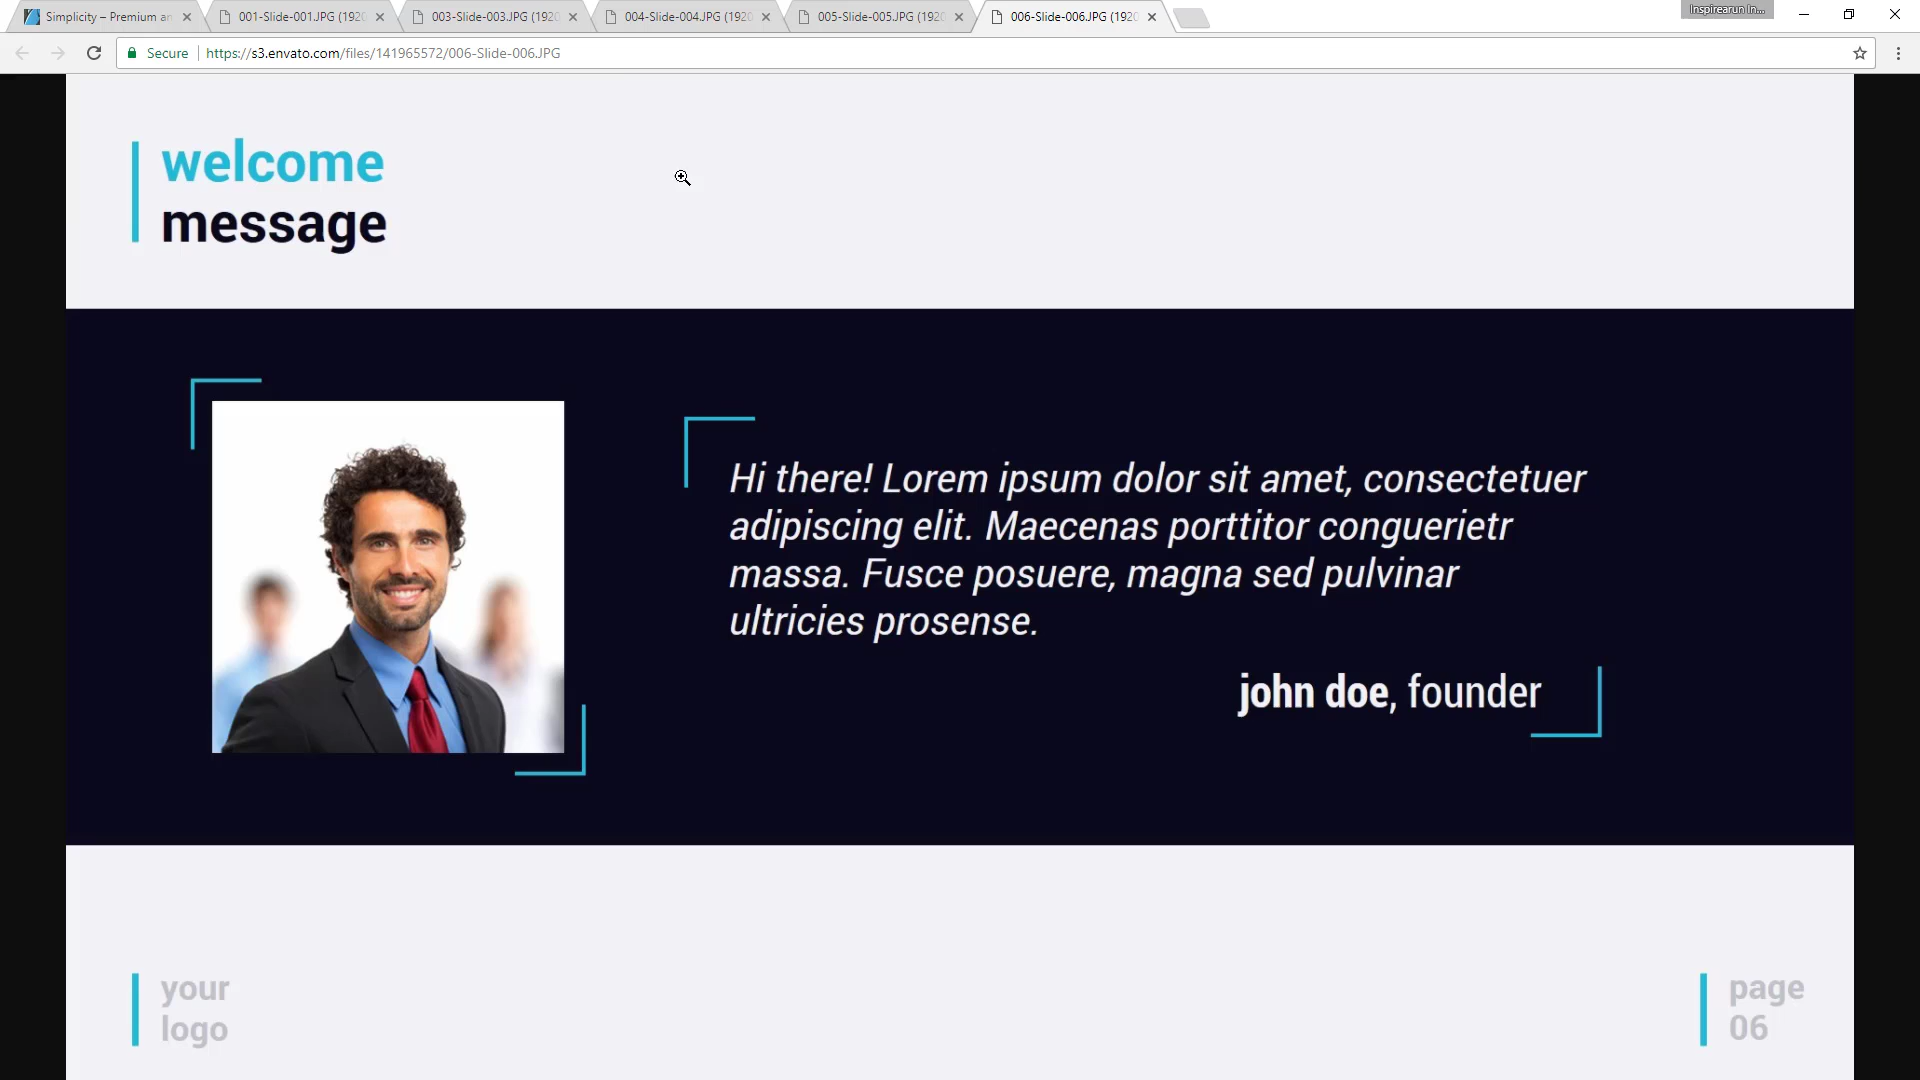 Simplicity – Premium an
001-Slide-001.JPG (1920
003-Slide-003.JPG (1920
004-Slide-004.JPG (1920
005-Slide-005.JPG (1920
006-Slide-006.JPG (1920
Inspirearun In...
Secure
https://s3.envato.com/files/141965572/006-Slide-006.JPG
welcome
message
Hi there! Lorem ipsum dolor sit amet, consectetuer
adipiscing elit. Maecenas porttitor conguerietr
massa. Fusce posuere, magna sed pulvinar
ultricies prosense.
john doe, founder
your
logo
page
06